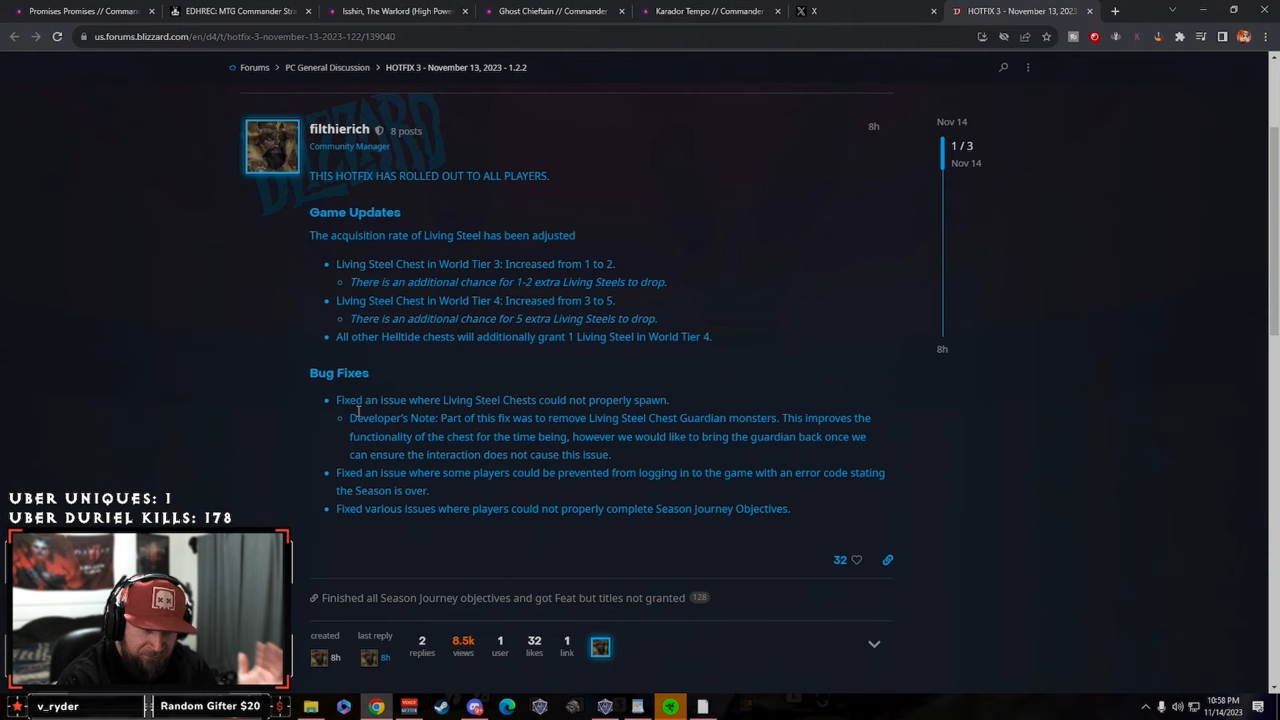 Promises Promises // Comman
EDHREC: MTG Commander Stra
Isshin, The Warlord (High Powe
Ghost Chieftain // Commander
Karador Tempo // Commander
X
HOTFIX 3 - November 13, 2023
us.forums.blizzard.com/en/d4/t/hotfix-3-november-13-2023-122/139040
Forums > PC General Discussion > HOTFIX 3 - November 13, 2023 - 1.2.2
filthierich 8 posts 8h
Community Manager
THIS HOTFIX HAS ROLLED OUT TO ALL PLAYERS.
Game Updates
The acquisition rate of Living Steel has been adjusted
Living Steel Chest in World Tier 3: Increased from 1 to 2.
There is an additional chance for 1-2 extra Living Steels to drop.
Living Steel Chest in World Tier 4: Increased from 3 to 5.
There is an additional chance for 5 extra Living Steels to drop.
All other Helltide chests will additionally grant 1 Living Steel in World Tier 4.
Bug Fixes
Fixed an issue where Living Steel Chests could not properly spawn.
Developer's Note: Part of this fix was to remove Living Steel Chest Guardian monsters. This improves the
functionality of the chest for the time being, however we would like to bring the guardian back once we
can ensure the interaction does not cause this issue.
Fixed an issue where some players could be prevented from logging in to the game with an error code stating
the Season is over.
Fixed various issues where players could not properly complete Season Journey Objectives.
32
Finished all Season Journey objectives and got Feat but titles not granted 128
created last reply 2 8.5k 1 32 1
8h 8h replies views user likes link
Nov 14
1 / 3
Nov 14
8h
BLIZZARD
UBER UNIQUES: 1
UBER DURIEL KILLS: 178
v_ryder Random Gifter $20
10:58 PM
11/14/2023